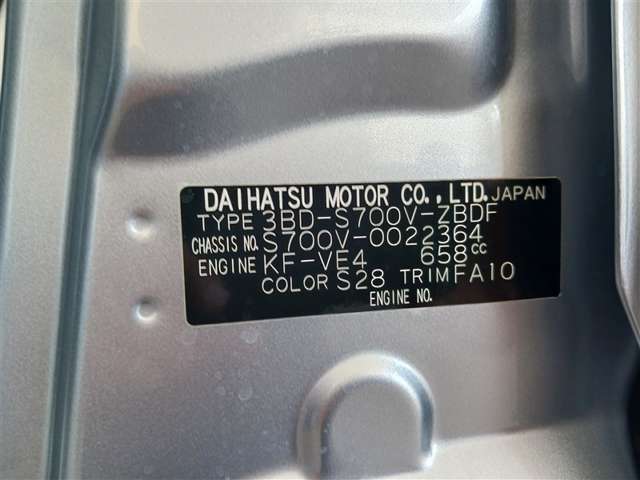 DAIHATSU MOTOR CO.,LTD. JAPAN
TYPE 3BD-S700V-ZBDF
CHASSIS NO. S700V-0022364
ENGINE KF-VE4 658cc
COLOR S28 TRIM FA10
ENGINE NO.